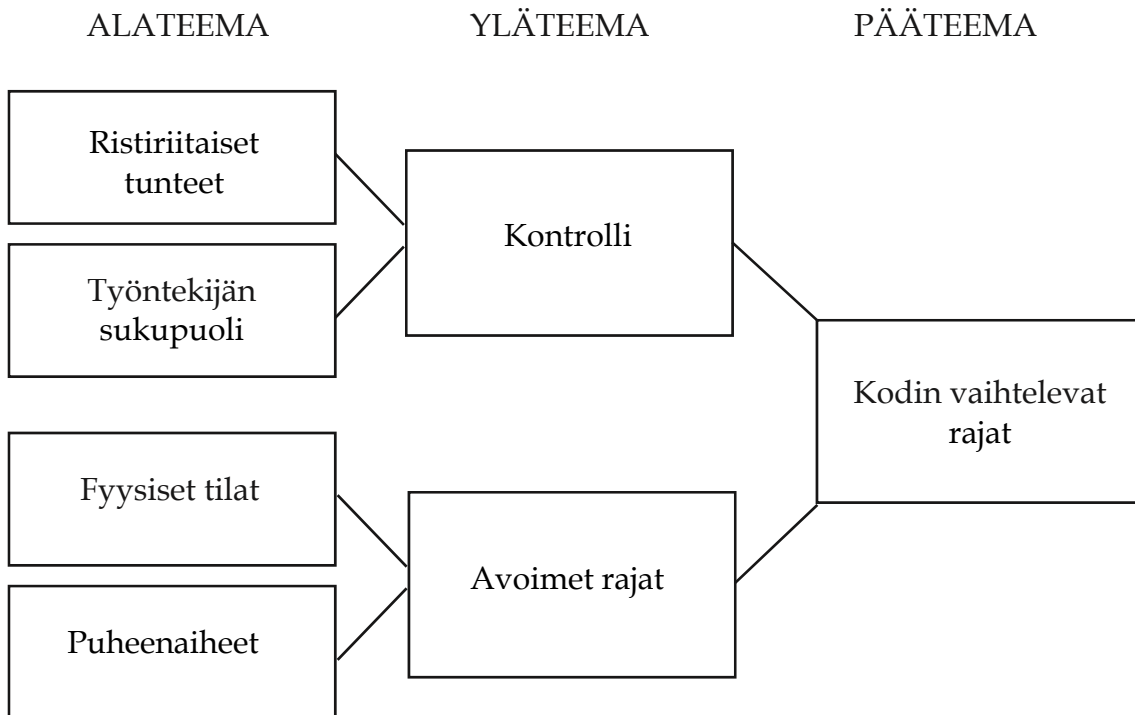 ALATEEMA
YLÄTEEMA
PÄÄTEEMA
Ristiriitaiset
tunteet
Työntekijän
sukupuoli
Kontrolli
Fyysiset tilat
Puheenaiheet
Avoimet rajat
Kodin vaihtelevat
rajat